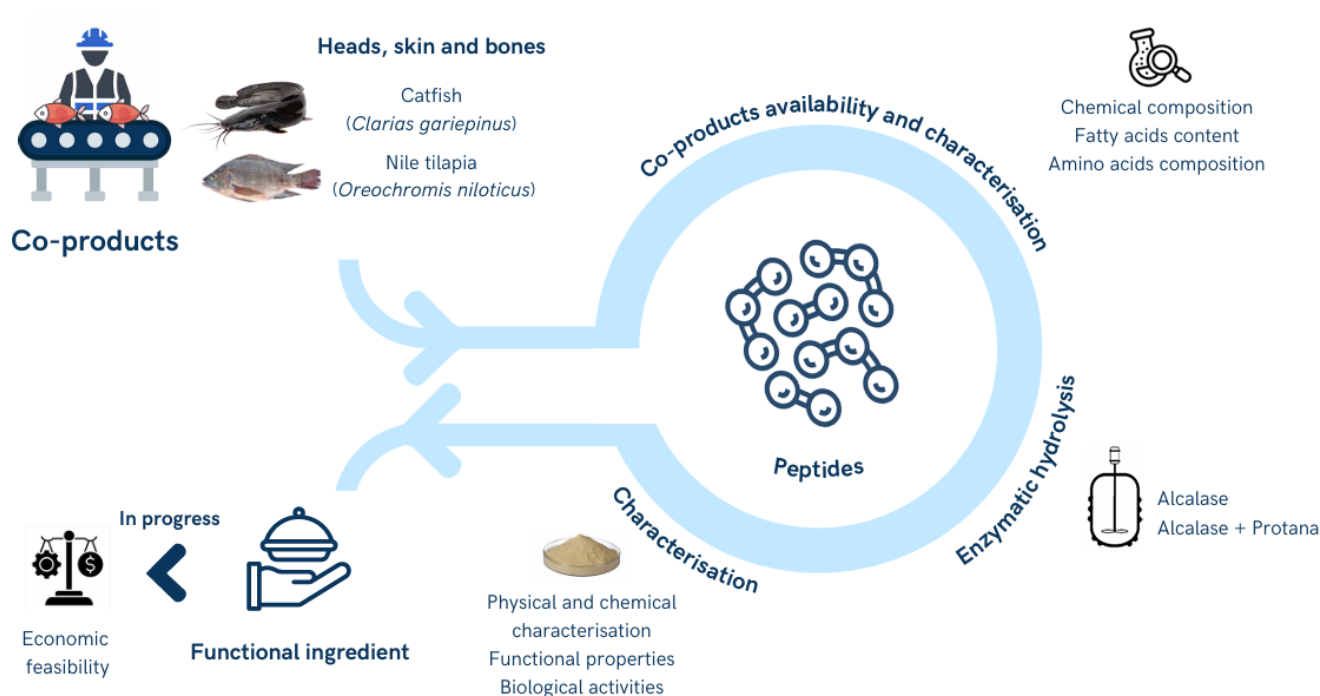 Heads, skin and bones
Catfish
(Clarias gariepinus)
Nile tilapia
(Oreochromis niloticus)
Co-products
Co-products availability and characterisation
Chemical composition
Fatty acids content
Amino acids composition
Peptides
Enzymatic hydrolysis
Alcalase
Alcalase + Protana
Characterisation
Physical and chemical
characterisation
Functional properties
Biological activities
Functional ingredient
In progress
$
Economic
feasibility